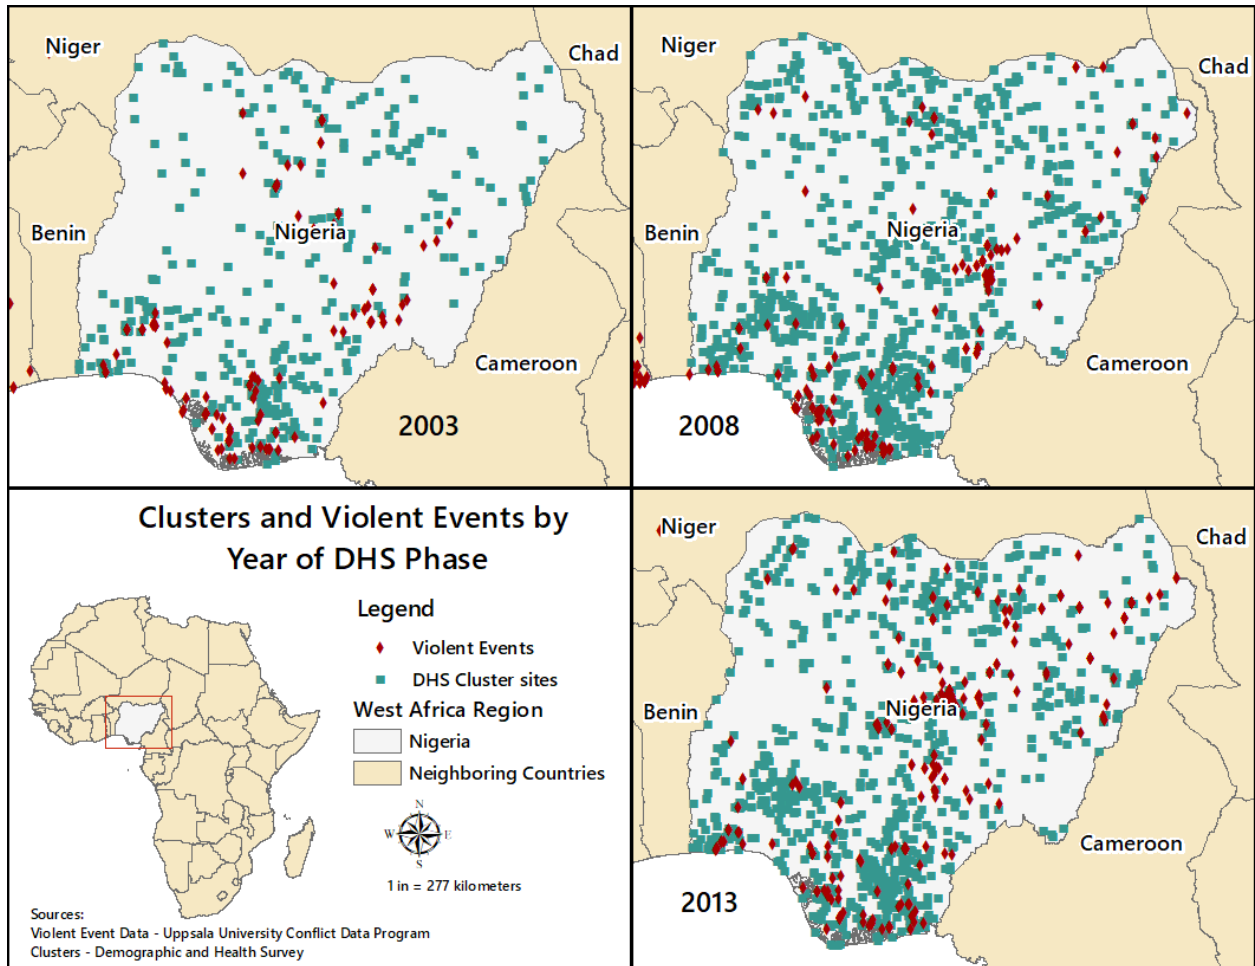 Niger
Chad
Benin
Nigeria
Cameroon
2003
Niger
Chad
Benin
Nigeria
Cameroon
2008
Clusters and Violent Events by
Year of DHS Phase
Legend
Violent Events
DHS Cluster sites
West Africa Region
Nigeria
Neighboring Countries
N
W E
S
1 in = 277 kilometers
Sources:
Violent Event Data - Uppsala University Conflict Data Program
Clusters - Demographic and Health Survey
Niger
Chad
Benin
Nigeria
Cameroon
2013